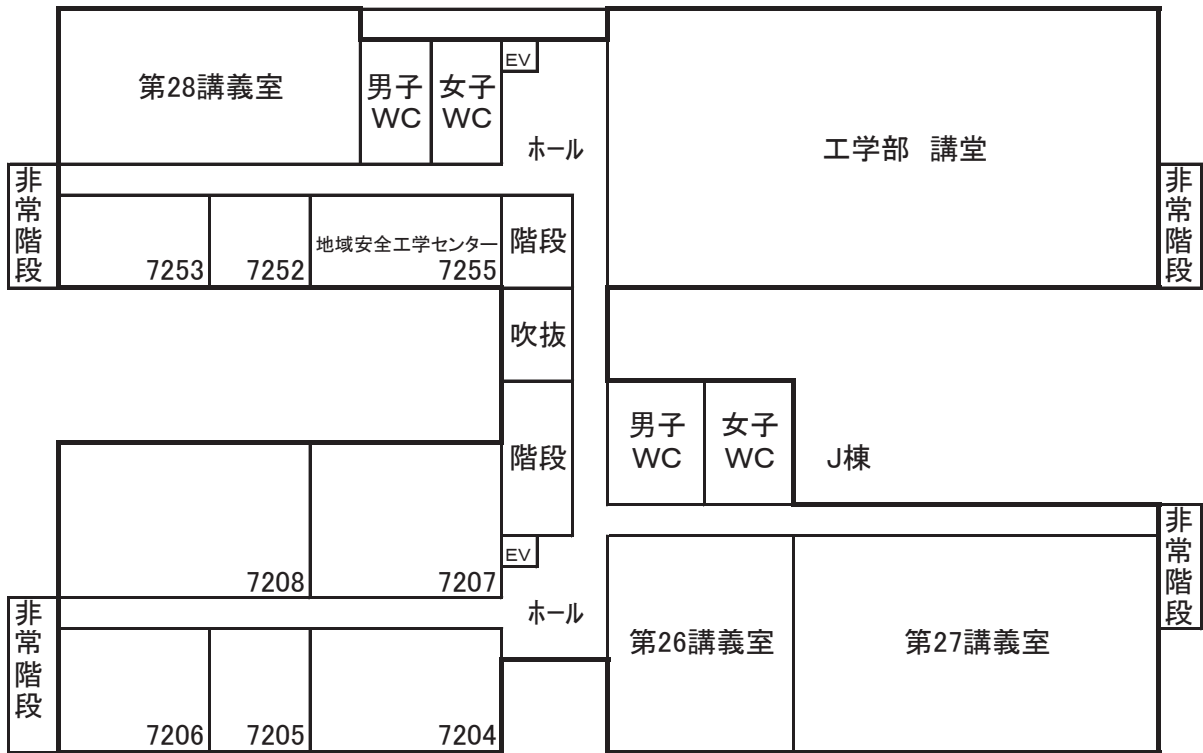 第28講義室
男子
WC
女子
WC
EV
ホール
工学部　講堂
非常階段
非常階段
7253
7252
地域安全工学センター
7255
階段
吹抜
階段
男子
WC
女子
WC
J棟
7208
7207
EV
ホール
非常階段
非常階段
7206
7205
7204
第26講義室
第27講義室